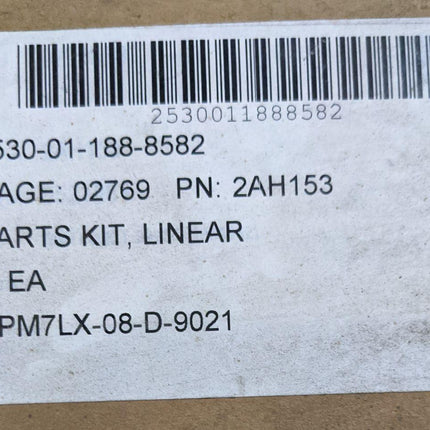 2530011888582
530-01-188-8582
AGE: 02769 PN: 2AH153
ARTS KIT, LINEAR
EA
PM7LX-08-D-9021